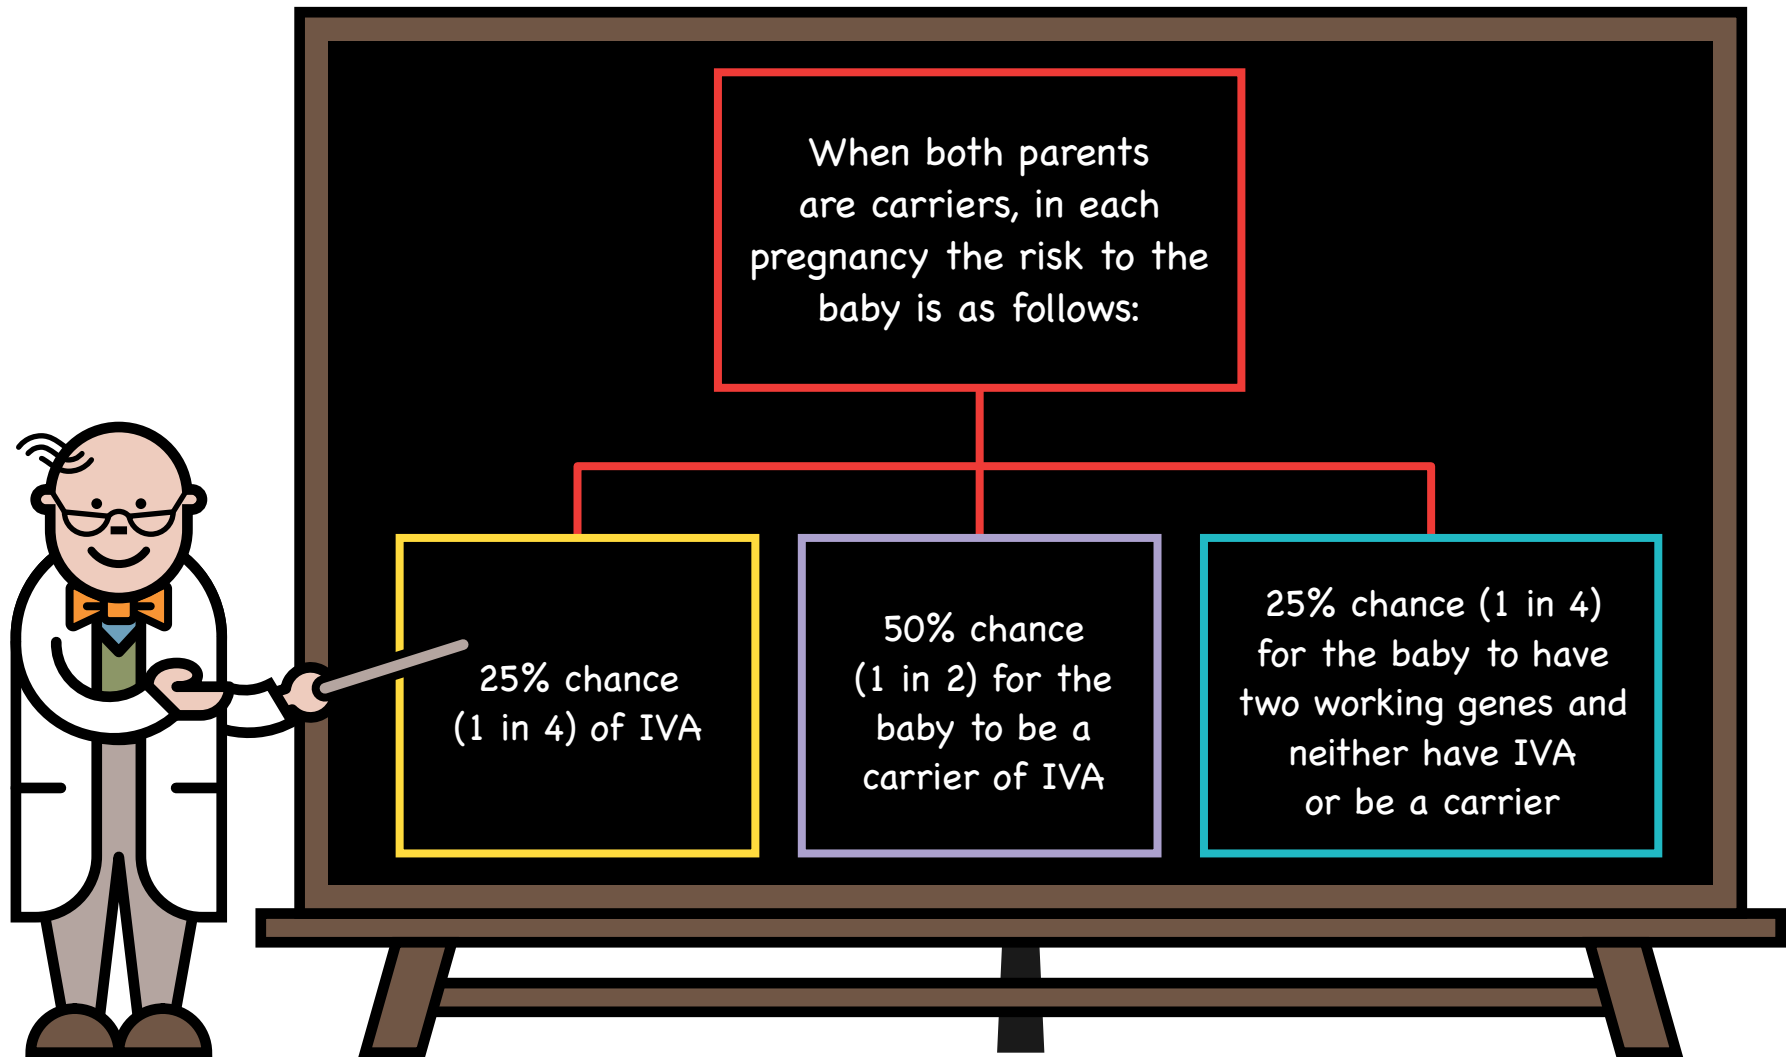 When both parents
are carriers, in each
pregnancy the risk to the
baby is as follows:
25% chance
(1 in 4) of IVA
50% chance
(1 in 2) for the
baby to be a
carrier of IVA
25% chance (1 in 4)
for the baby to have
two working genes and
neither have IVA
or be a carrier